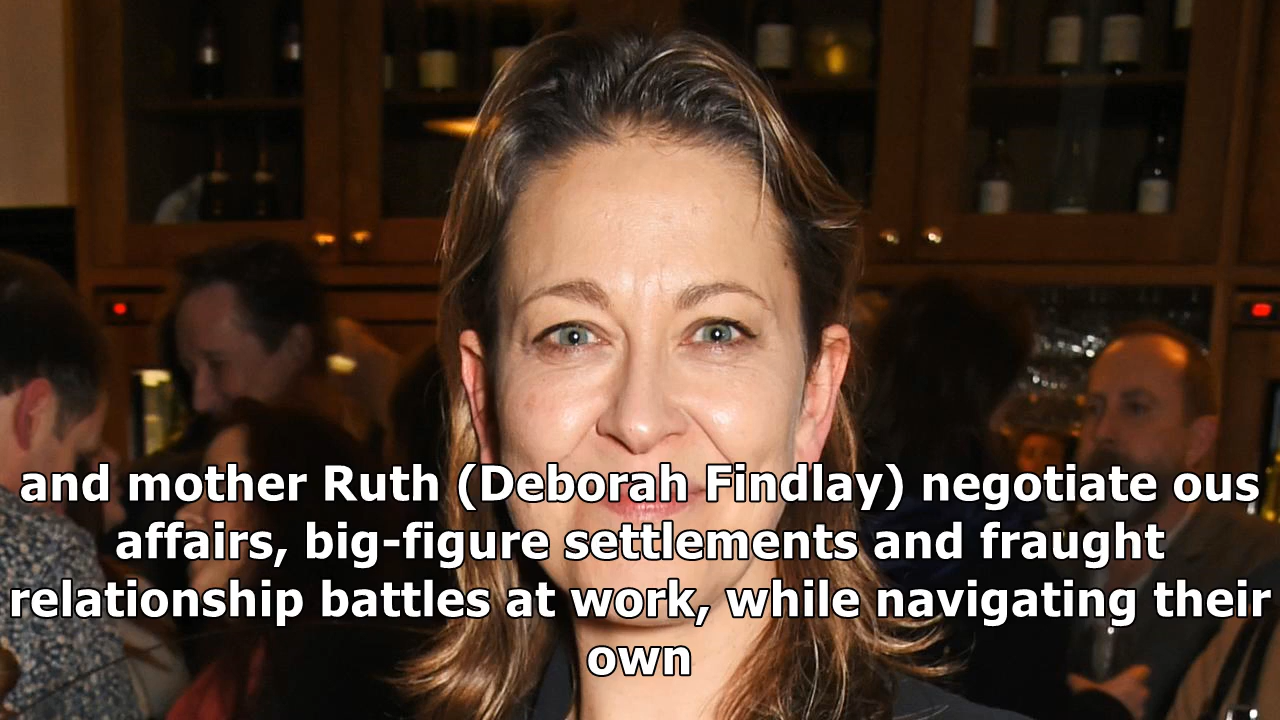 and mother Ruth (Deborah Findlay) negotiate ous
affairs, big-figure settlements and fraught
relationship battles at work, while navigating their
own